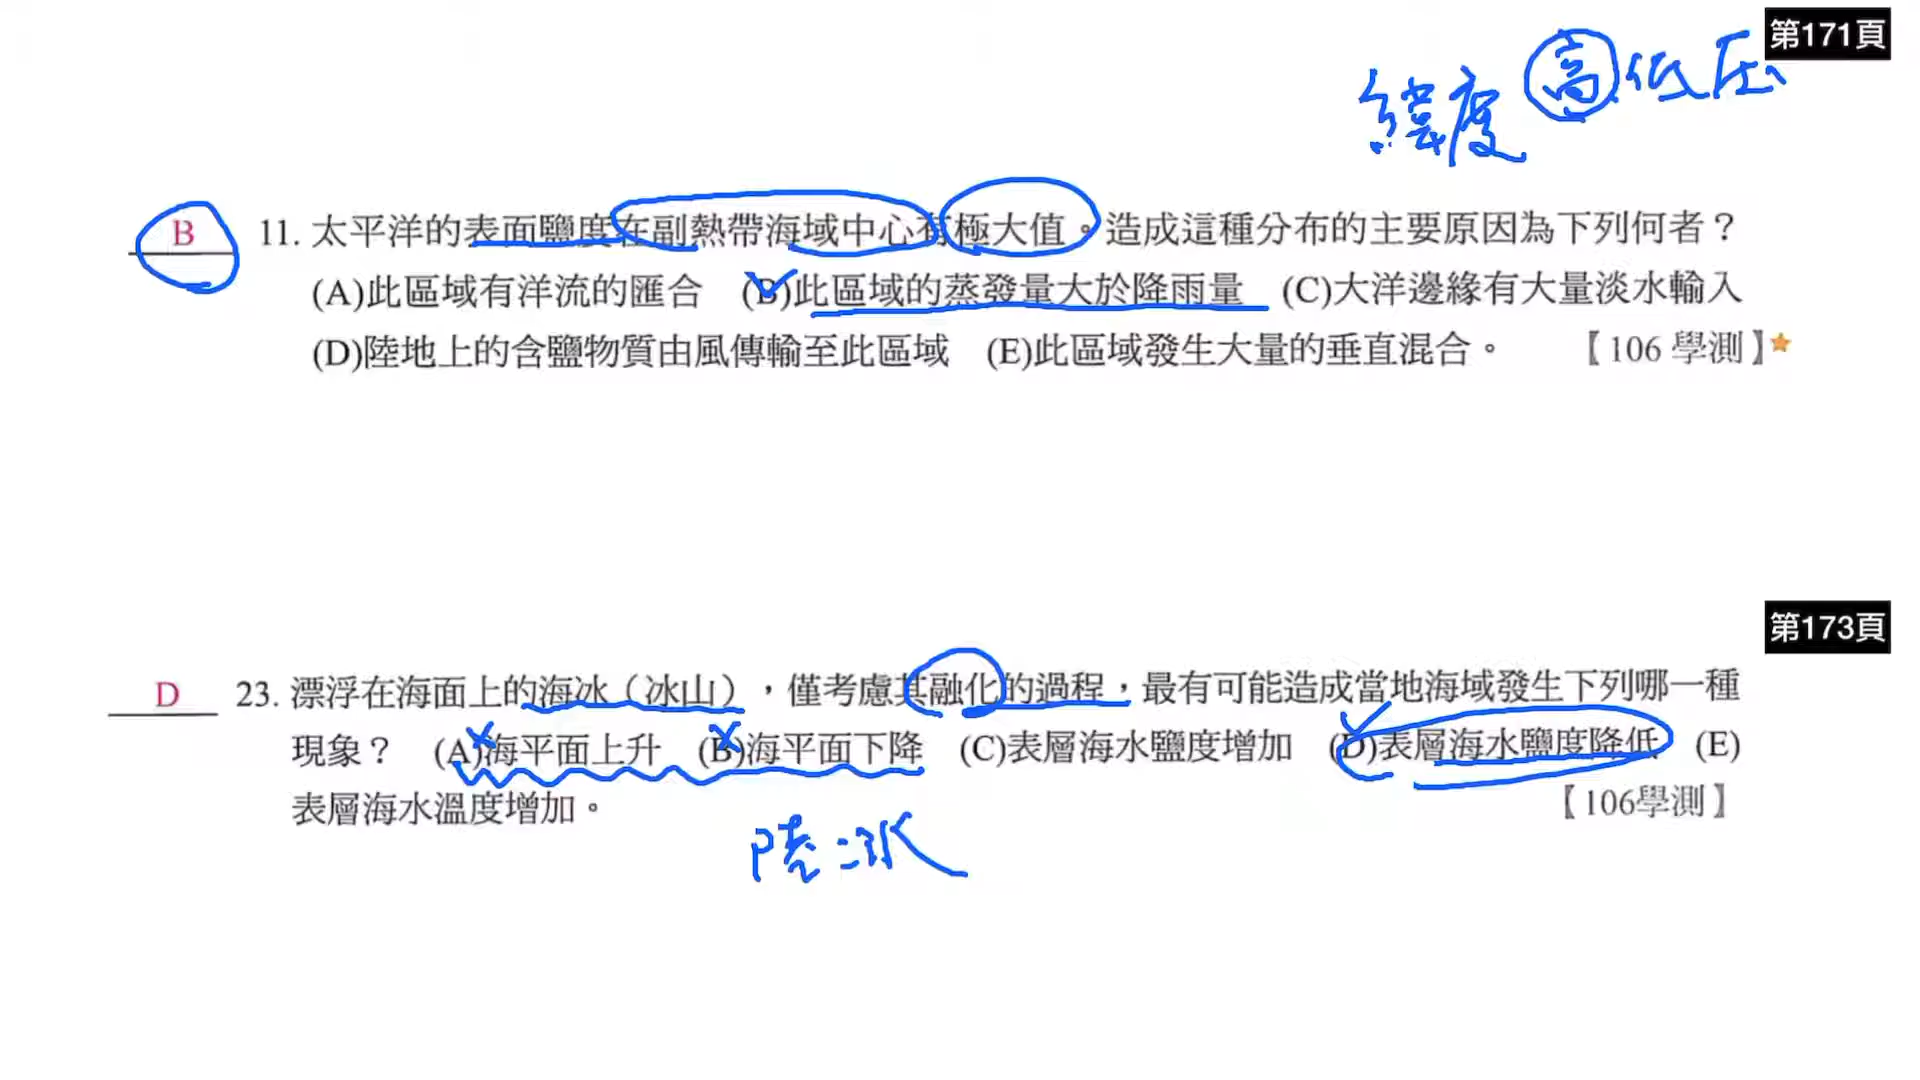 第171頁
高低壓
緯度
B 11. 太平洋的表面鹽度在副熱帶海域中心有極大值。造成這種分布的主要原因為下列何者？
(A)此區域有洋流的匯合 (B)此區域的蒸發量大於降雨量 (C)大洋邊緣有大量淡水輸入
(D)陸地上的含鹽物質由風傳輸至此區域 (E)此區域發生大量的垂直混合。 【106 學測】
第173頁
D 23. 漂浮在海面上的海冰（冰山），僅考慮其融化的過程，最有可能造成當地海域發生下列哪一種
現象？ (A)海平面上升 (B)海平面下降 (C)表層海水鹽度增加 (D)表層海水鹽度降低 (E)
表層海水溫度增加。 【106學測】
陸冰